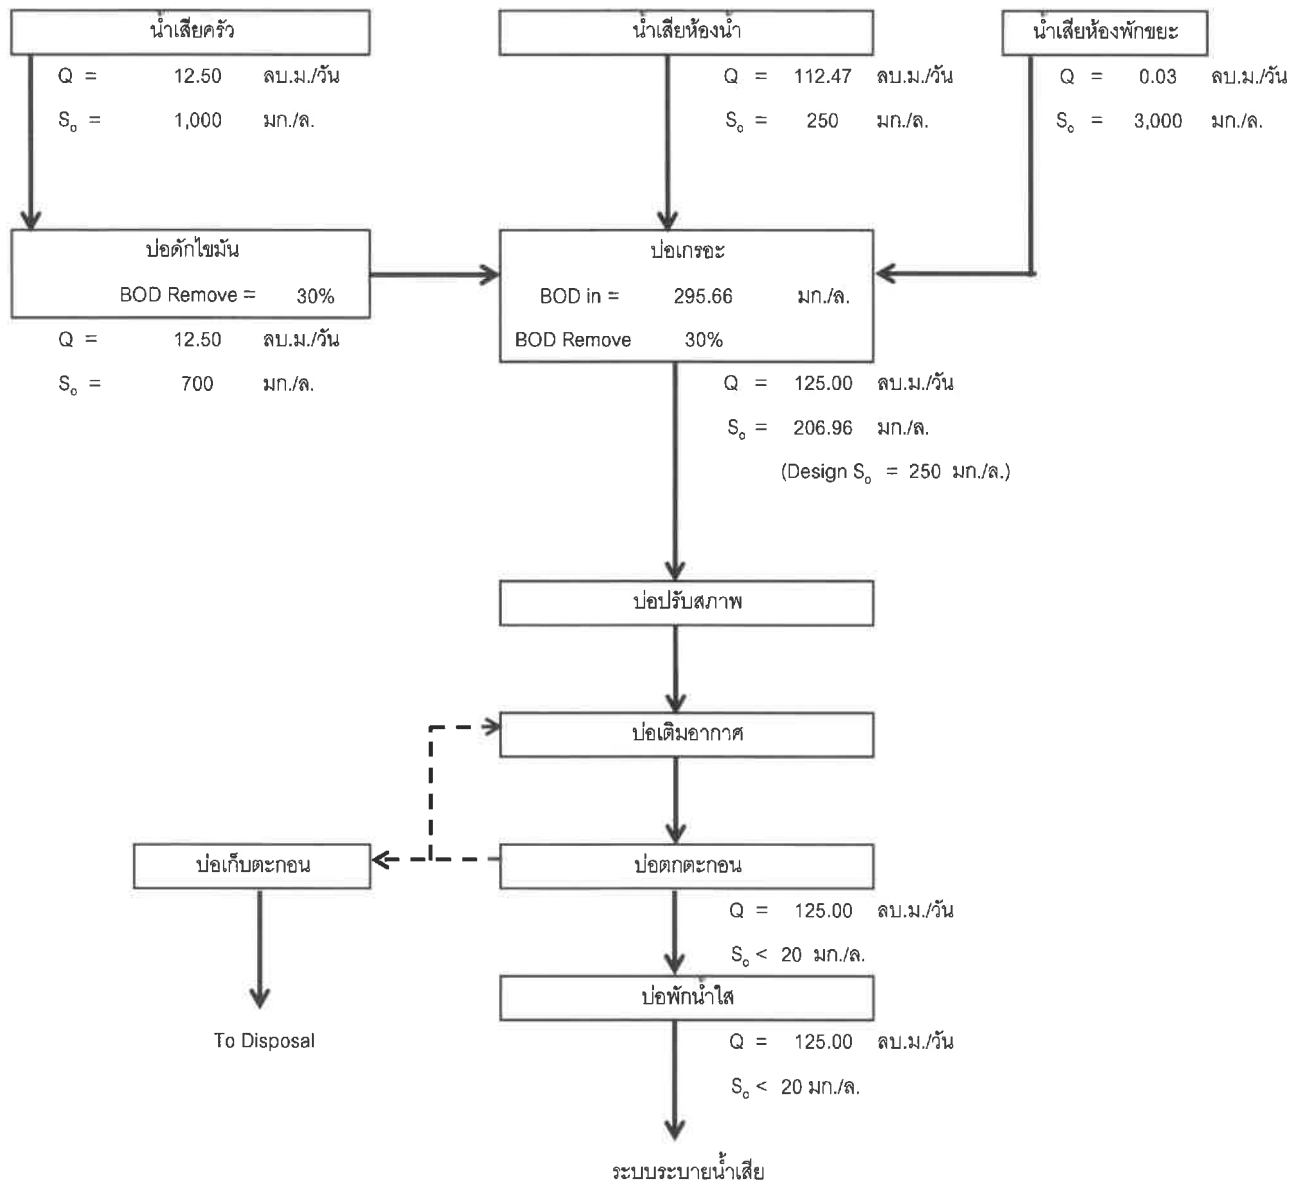 น้ำเสียครัว
Q = 12.50 ลบ.ม./วัน
So = 1,000 มก./ล.
น้ำเสียห้องน้ำ
Q = 112.47 ลบ.ม./วัน
So = 250 มก./ล.
น้ำเสียห้องพักขยะ
Q = 0.03 ลบ.ม./วัน
So = 3,000 มก./ล.
บ่อดักไขมัน
BOD Remove = 30%
Q = 12.50 ลบ.ม./วัน
So = 700 มก./ล.
บ่อเกรอะ
BOD in = 295.66 มก./ล.
BOD Remove 30%
Q = 125.00 ลบ.ม./วัน
So = 206.96 มก./ล.
(Design So = 250 มก./ล.)
บ่อปรับสภาพ
บ่อเติมอากาศ
บ่อเก็บตะกอน
บ่อตกตะกอน
Q = 125.00 ลบ.ม./วัน
So < 20 มก./ล.
บ่อพักน้ำใส
To Disposal
Q = 125.00 ลบ.ม./วัน
So < 20 มก./ล.
ระบบระบายน้ำเสีย